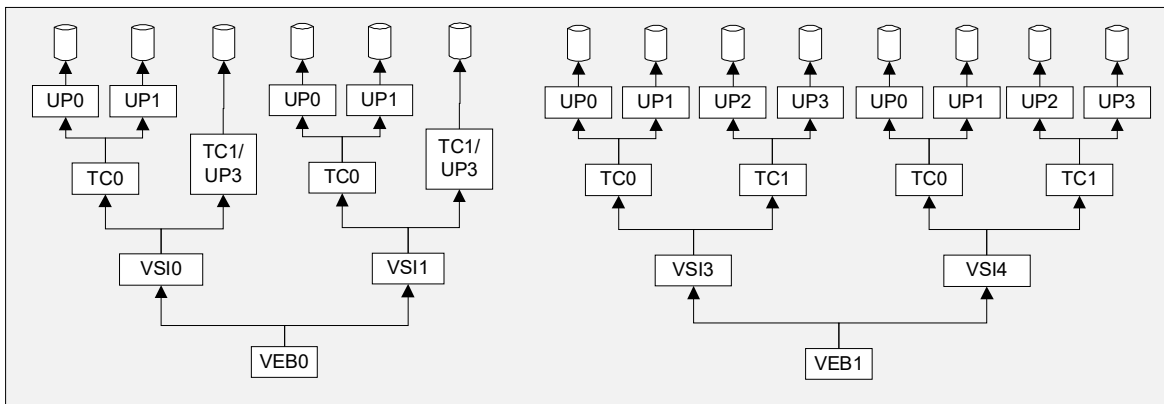 UP0
UP1
UP0
UP1
UP0
UP1
UP2
UP3
UP0
UP1
UP2
UP3
TC0
TC1/
UP3
TC0
TC1/
UP3
TC0
TC1
TC0
TC1
VSI0
VSI1
VSI3
VSI4
VEB0
VEB1